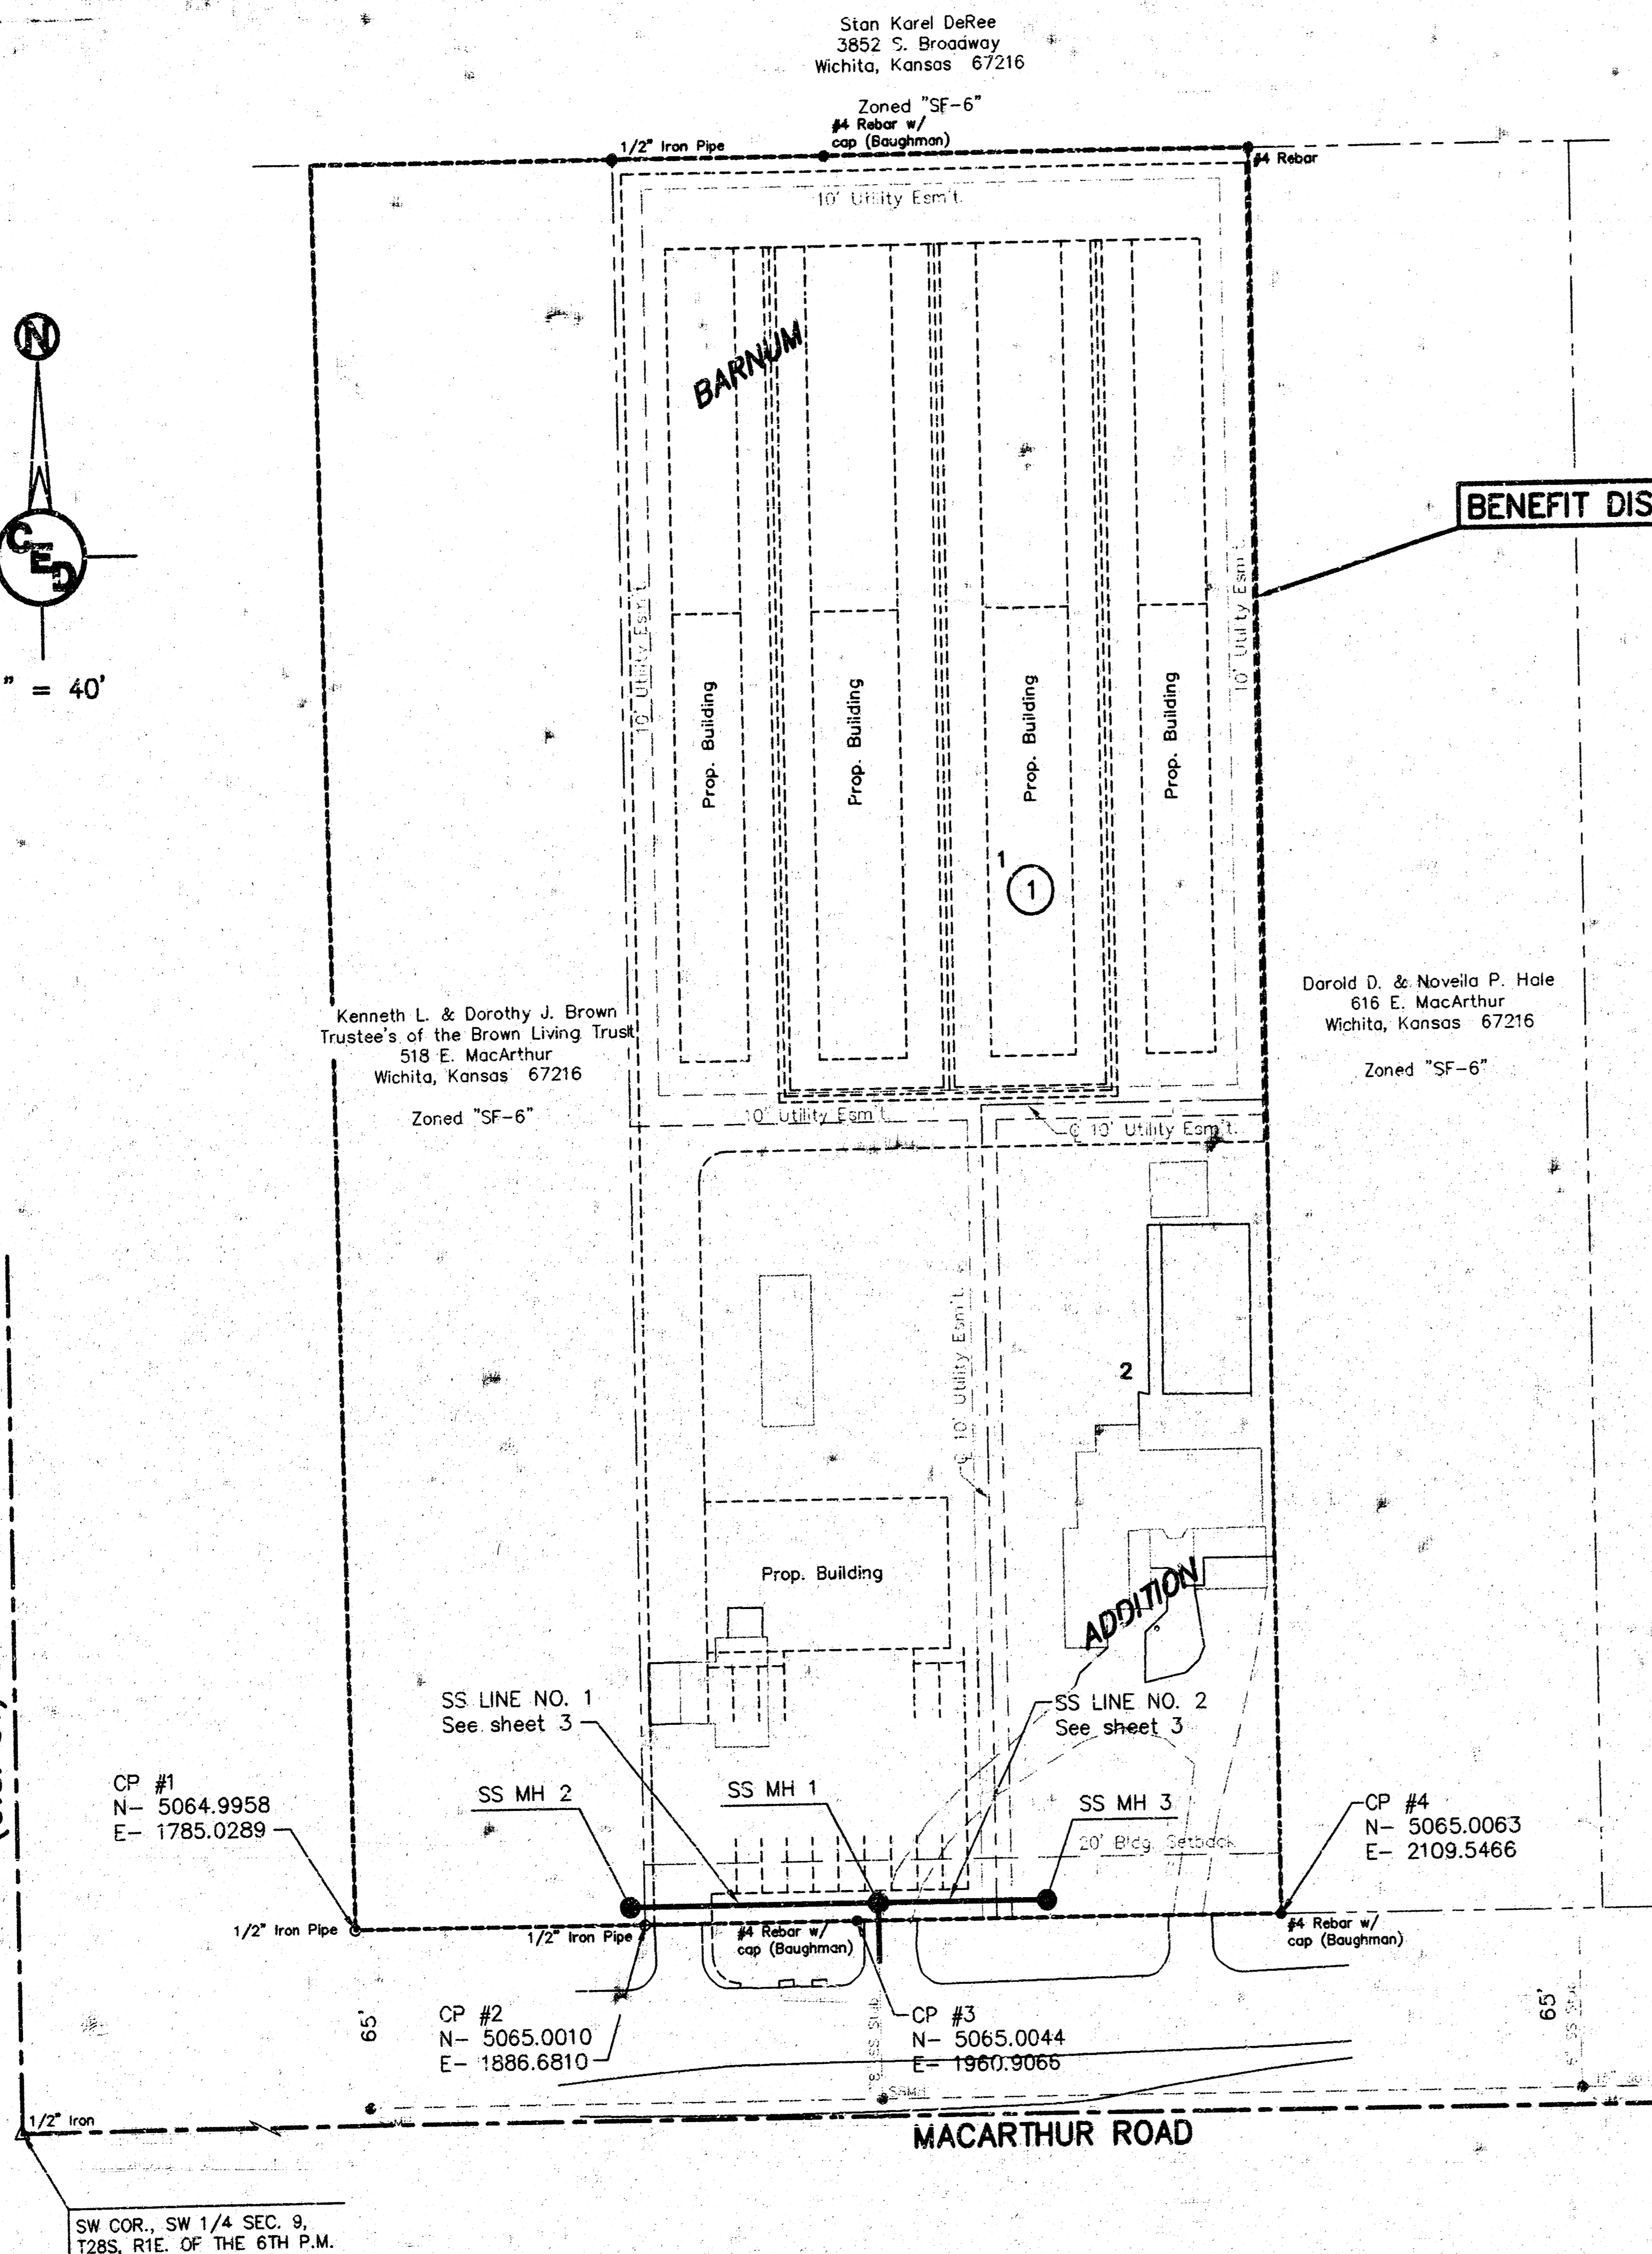 Stan Karel DeRee
3852 S. Broadway
Wichita, Kansas 67216
Zoned "SF-6"
#4 Rebar w/
cap (Baughman)
1/2" Iron Pipe
#4 Rebar
10' Utility Esm't.
BARNUM
N
CED
" = 40'
BENEFIT DIS
10' Utility Esm't.
10' Utility Esm't.
Prop. Building
Prop. Building
Prop. Building
Prop. Building
1
1
Kenneth L. & Dorothy J. Brown
Trustee's of the Brown Living Trust
518 E. MacArthur
Wichita, Kansas 67216
Zoned "SF-6"
Darold D. & Novella P. Hale
616 E. MacArthur
Wichita, Kansas 67216
Zoned "SF-6"
10' Utility Esm't.
℄ 10' Utility Esm't.
℄ 10' Utility Esm't.
2
Prop. Building
ADDITION
SS LINE NO. 1
See sheet 3
SS LINE NO. 2
See sheet 3
CP #1
N- 5064.9958
E- 1785.0289
SS MH 2
SS MH 1
SS MH 3
20' Bldg. Setback
CP #4
N- 5065.0063
E- 2109.5466
1/2" Iron Pipe
1/2" Iron Pipe
#4 Rebar w/
cap (Baughman)
#4 Rebar w/
cap (Baughman)
65'
CP #2
N- 5065.0010
E- 1886.6810
CP #3
N- 5065.0044
E- 1960.9066
65'
SSMH
1/2" Iron
MACARTHUR ROAD
SW COR., SW 1/4 SEC. 9,
T28S, R1E. OF THE 6TH P.M.